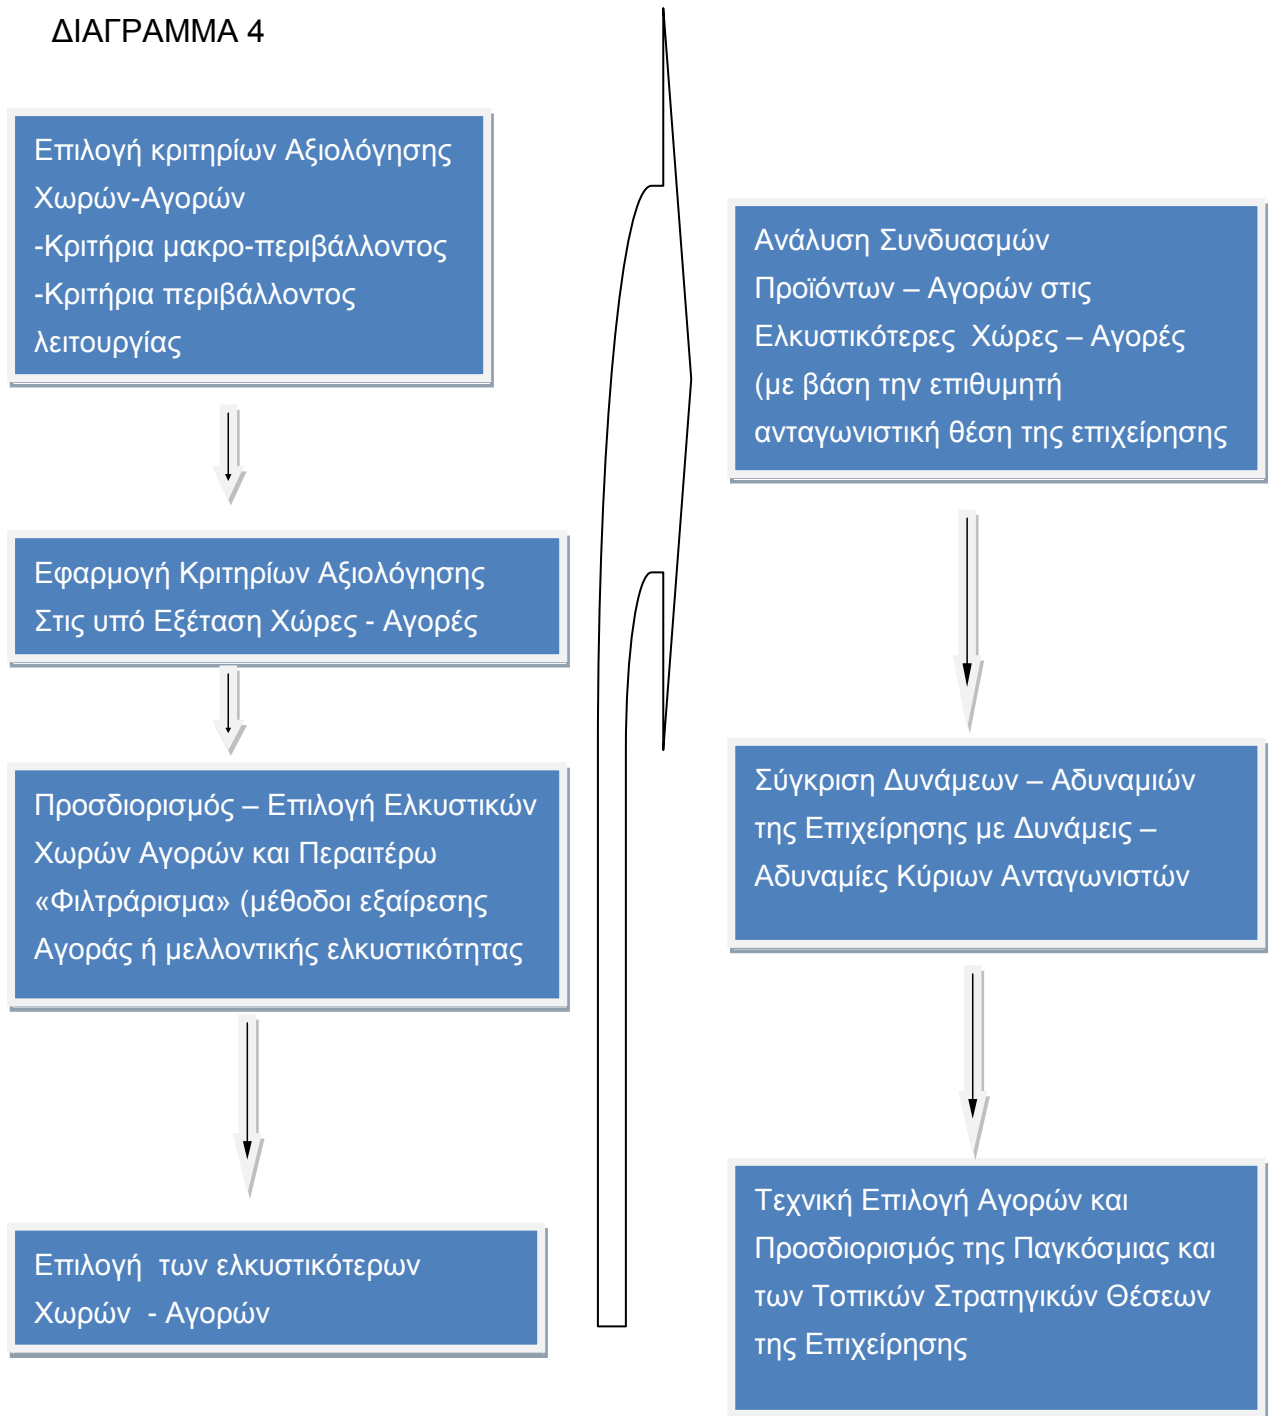 ΔΙΑΓΡΑΜΜΑ 4
Επιλογή κριτηρίων Αξιολόγησης
Χωρών-Αγορών
-Κριτήρια μακρο-περιβάλλοντος
-Κριτήρια περιβάλλοντος
λειτουργίας
Εφαρμογή Κριτηρίων Αξιολόγησης
Στις υπό Εξέταση Χώρες - Αγορές
Προσδιορισμός – Επιλογή Ελκυστικών
Χωρών Αγορών και Περαιτέρω
«Φιλτράρισμα» (μέθοδοι εξαίρεσης
Αγοράς ή μελλοντικής ελκυστικότητας
Επιλογή των ελκυστικότερων
Χωρών - Αγορών
Ανάλυση Συνδυασμών
Προϊόντων – Αγορών στις
Ελκυστικότερες Χώρες – Αγορές
(με βάση την επιθυμητή
ανταγωνιστική θέση της επιχείρησης
Σύγκριση Δυνάμεων – Αδυναμιών
της Επιχείρησης με Δυνάμεις –
Αδυναμίες Κύριων Ανταγωνιστών
Τεχνική Επιλογή Αγορών και
Προσδιορισμός της Παγκόσμιας και
των Τοπικών Στρατηγικών Θέσεων
της Επιχείρησης